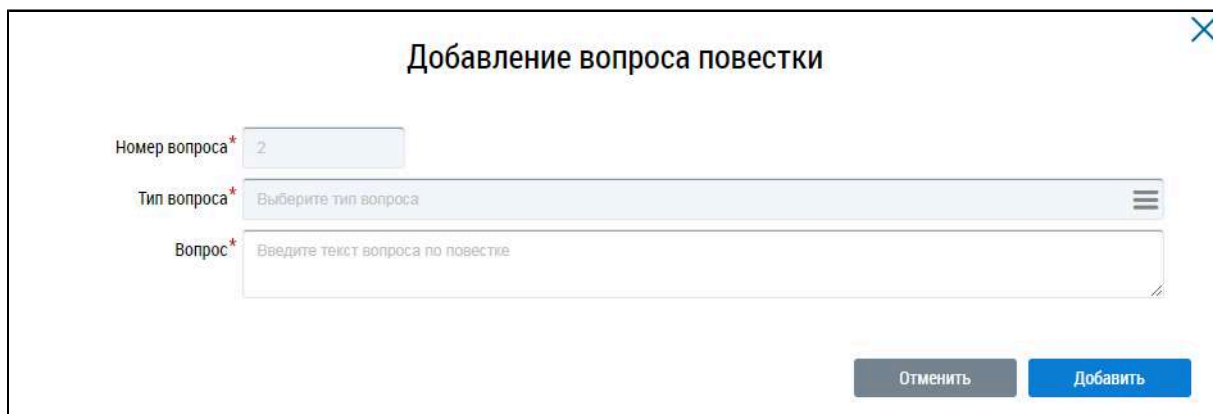 Добавление вопроса повестки
Номер вопроса* 2
Тип вопроса* Выберите тип вопроса
Вопрос* Введите текст вопроса по повестке
Отменить Добавить